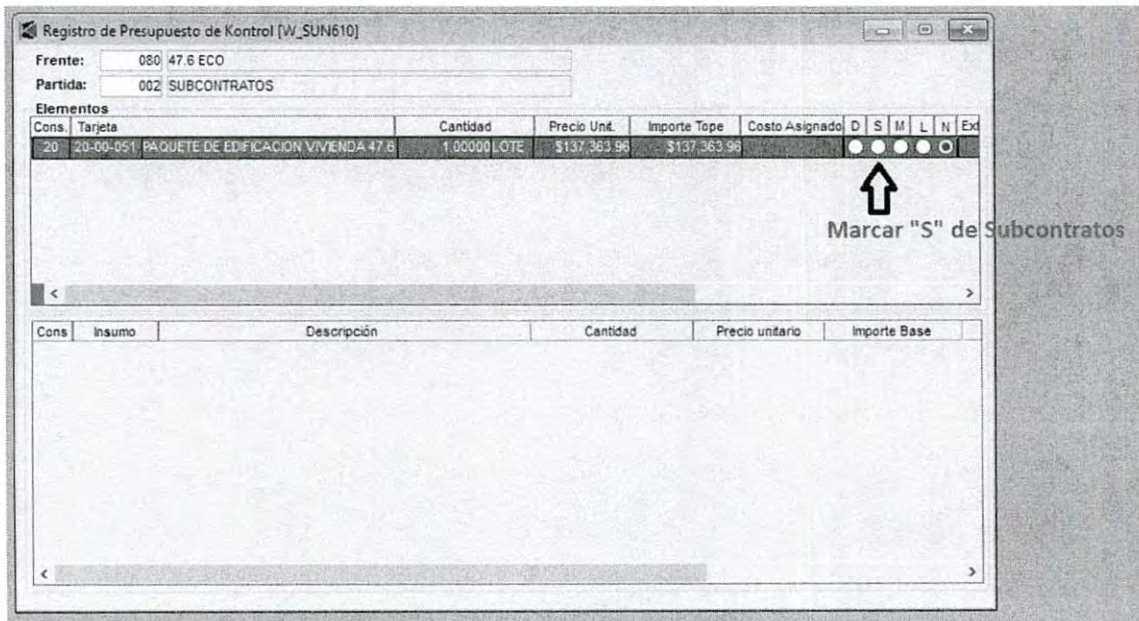 Registro de Presupuesto de Kontrol [W_SUN610]
Frente: 080 47.6 ECO
Partida: 002 SUBCONTRATOS
Elementos
Cons. Tarjeta Cantidad Precio Unit. Importe Tope Costo Asignado D S M L N Ext
20 20-00-051 PAQUETE DE EDIFICACION VIVIENDA 47.6 1.00000 LOTE $137,363.96 $137,363.96
Marcar "S" de Subcontratos
Cons Insumo Descripción Cantidad Precio unitario Importe Base